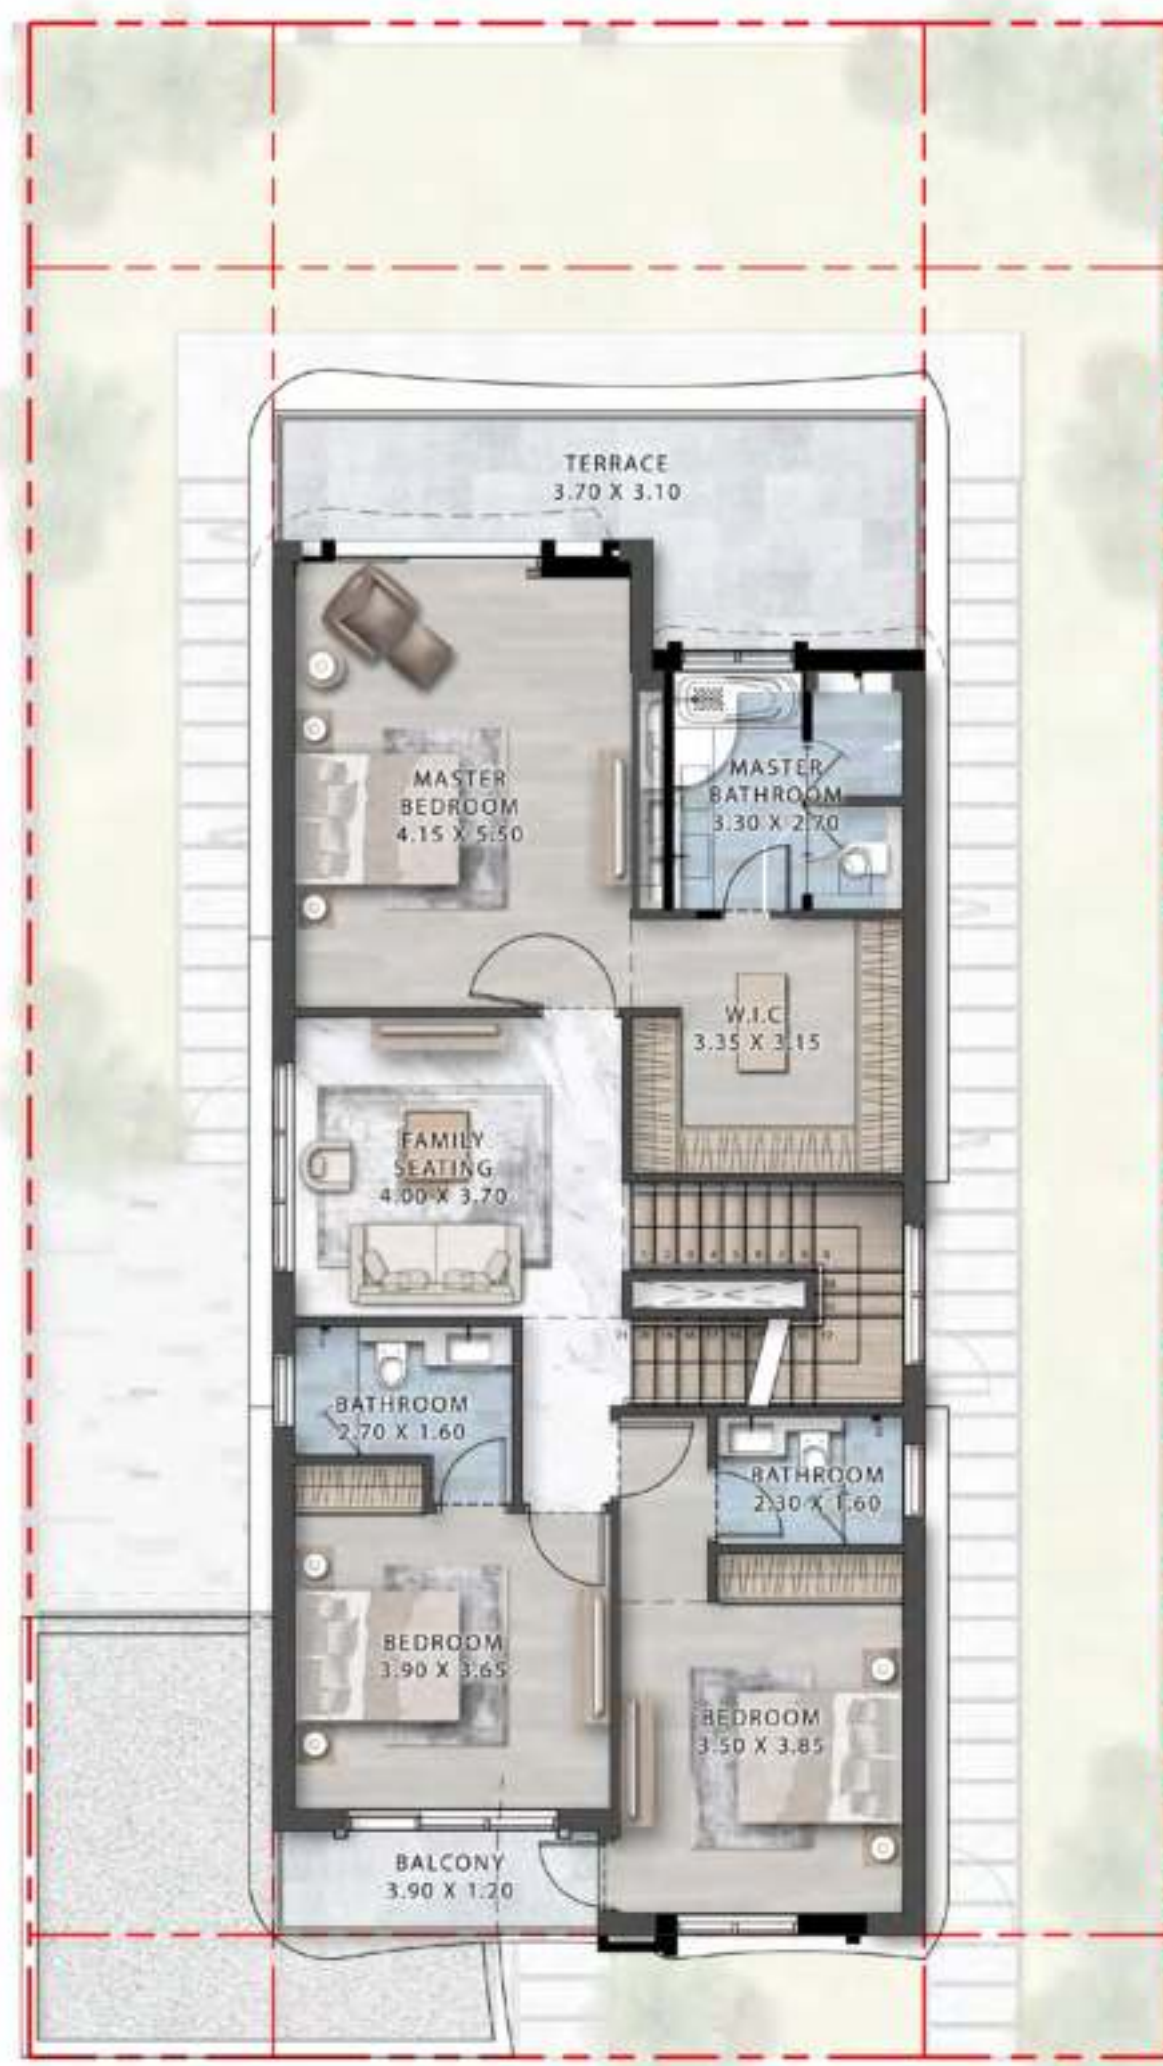 TERRACE
3.70 X 3.10
MASTER
BEDROOM
4.15 X 5.50
MASTER
BATHROOM
3.30 X 2.70
W.I.C
3.35 X 3.15
FAMILY
SEATING
4.00 X 3.70
BATHROOM
2.70 X 1.60
BATHROOM
2.30 X 1.60
BEDROOM
3.90 X 3.65
BEDROOM
3.50 X 3.85
BALCONY
3.90 X 1.20